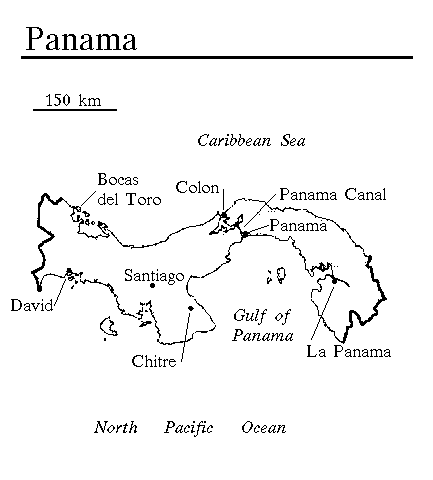 Panama
150 km
Caribbean Sea
Bocas
del Toro
Colon
Panama Canal
Panama
Santiago
David
Gulf of
Panama
La Panama
Chitre
North Pacific Ocean